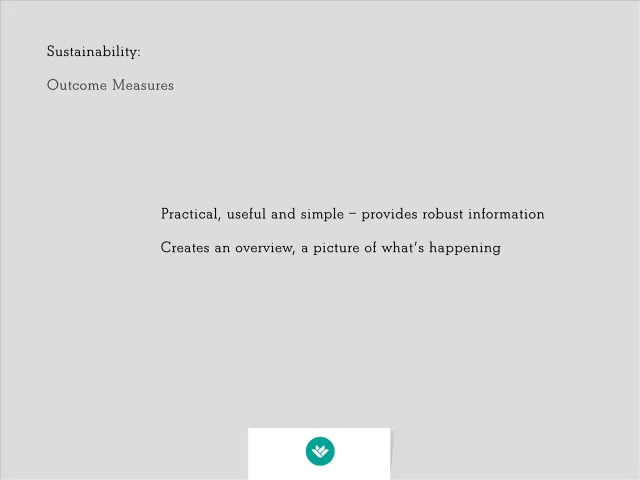 Sustainability:
Outcome Measures
Practical, useful and simple – provides robust information
Creates an overview, a picture of what's happening